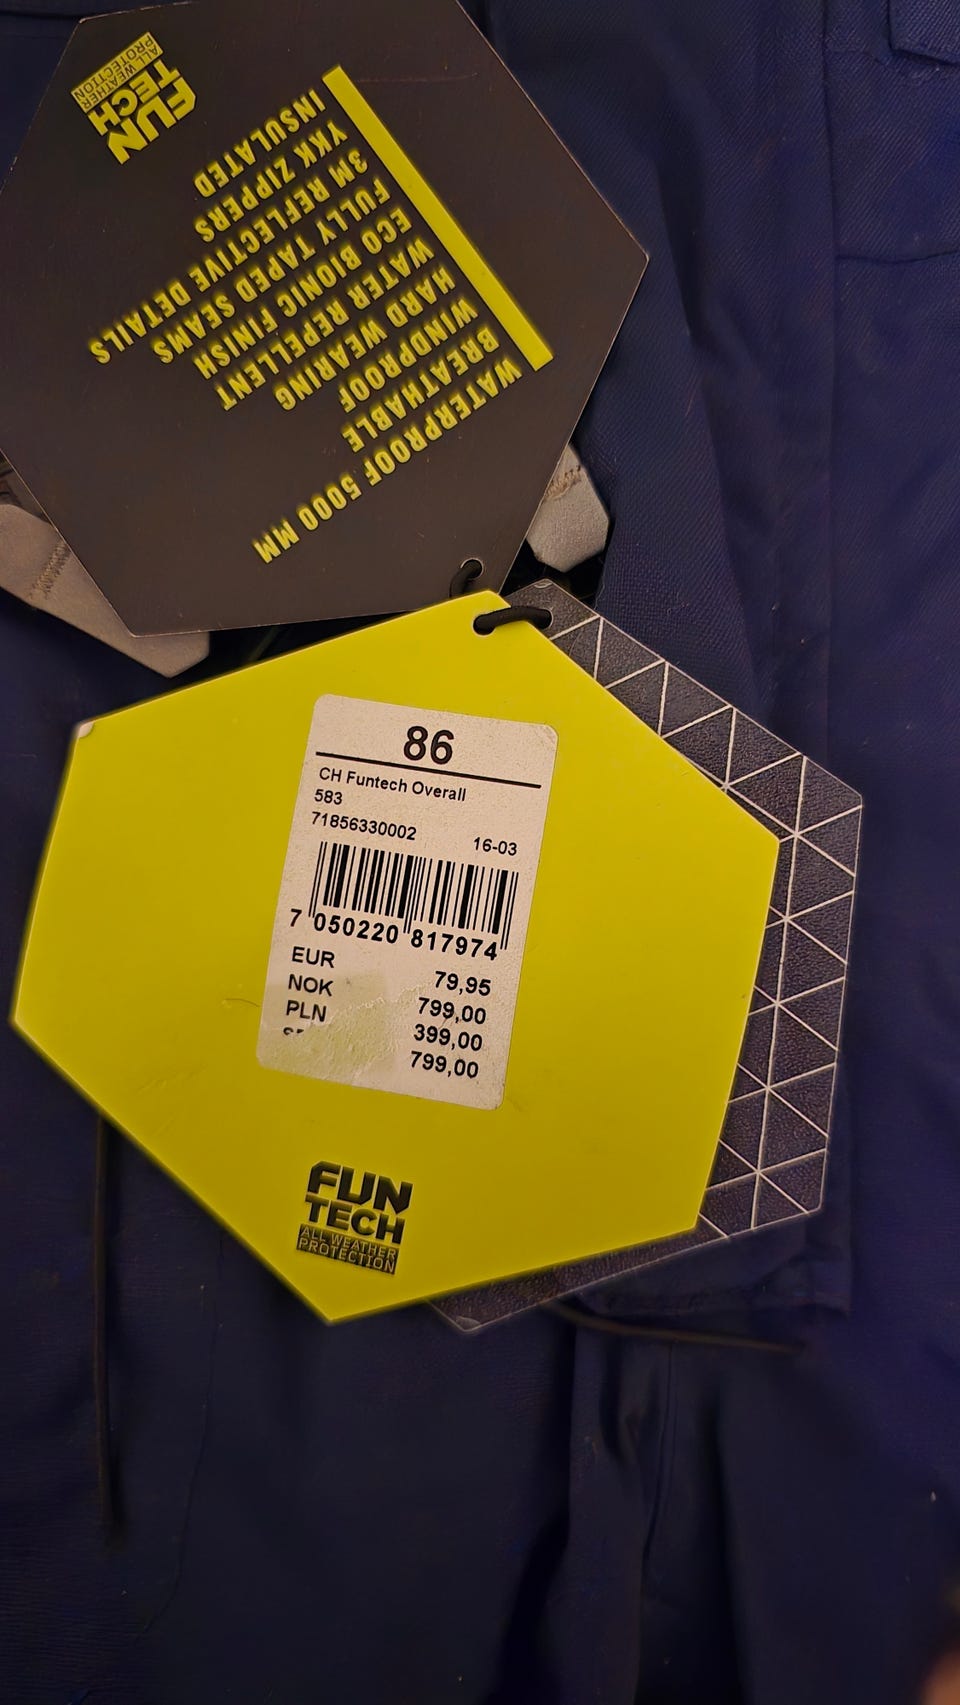 FUN
TECH
ALL WEATHER
PROTECTION
WATERPROOF 5000 MM
BREATHABLE
WINDPROOF
HARD WEARING
WATER REPELLENT
ECO BIONIC FINISH
FULLY TAPED SEAMS
3M REFLECTIVE DETAILS
YKK ZIPPERS
INSULATED
86
CH Funtech Overall
583
71856330002 16-03
7 050220 817974
EUR 79,95
NOK 799,00
PLN 399,00
799,00
FUN
TECH
ALL WEATHER
PROTECTION